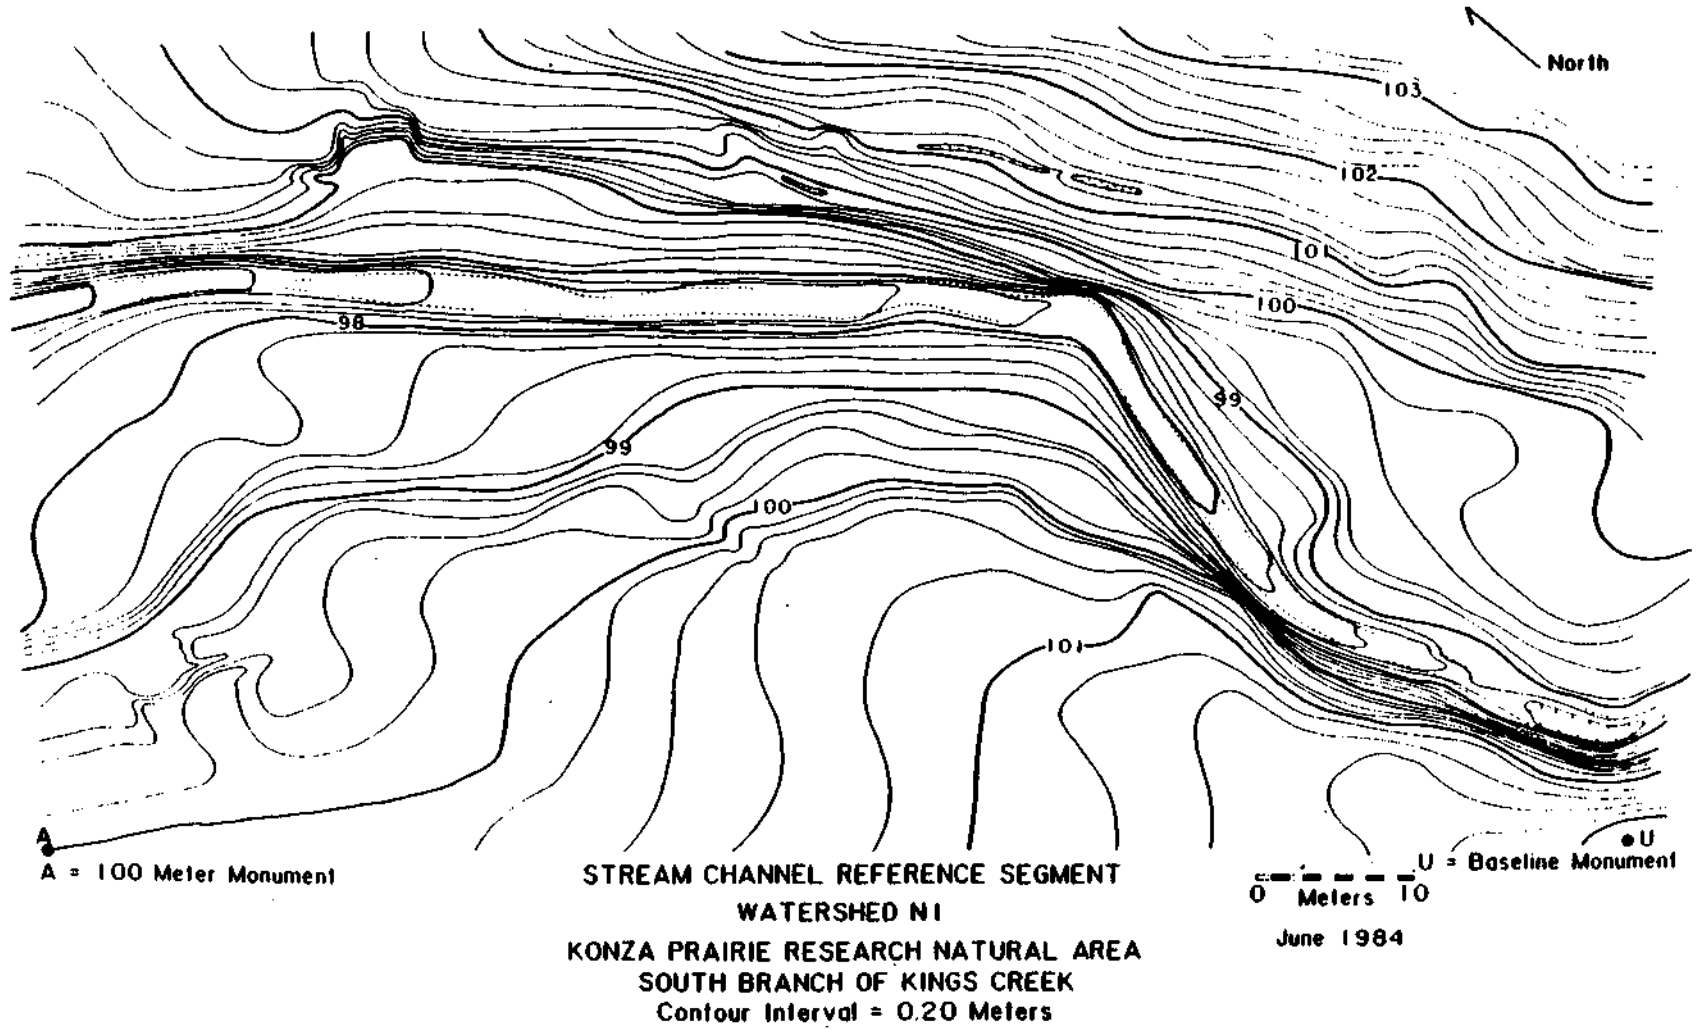 North
103
102
101
100
98
99
99
100
101
A
U
A = 100 Meter Monument
U = Baseline Monument
0 Meters 10
June 1984
STREAM CHANNEL REFERENCE SEGMENT
WATERSHED N1
KONZA PRAIRIE RESEARCH NATURAL AREA
SOUTH BRANCH OF KINGS CREEK
Contour Interval = 0.20 Meters